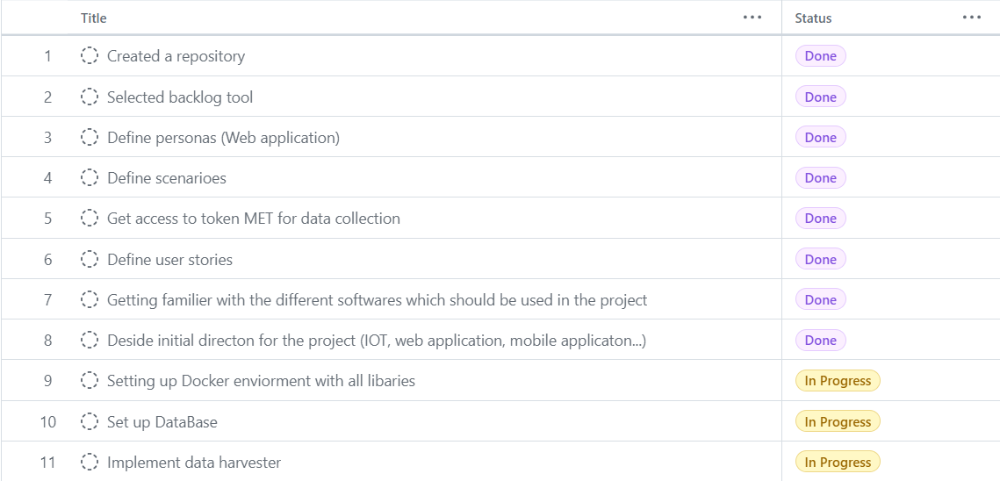 Title Status
1 Created a repository Done
2 Selected backlog tool Done
3 Define personas (Web application) Done
4 Define scenarioes Done
5 Get access to token MET for data collection Done
6 Define user stories Done
7 Getting familier with the different softwares which should be used in the project Done
8 Deside initial directon for the project (IOT, web application, mobile applicaton...) Done
9 Setting up Docker enviorment with all libaries In Progress
10 Set up DataBase In Progress
11 Implement data harvester In Progress